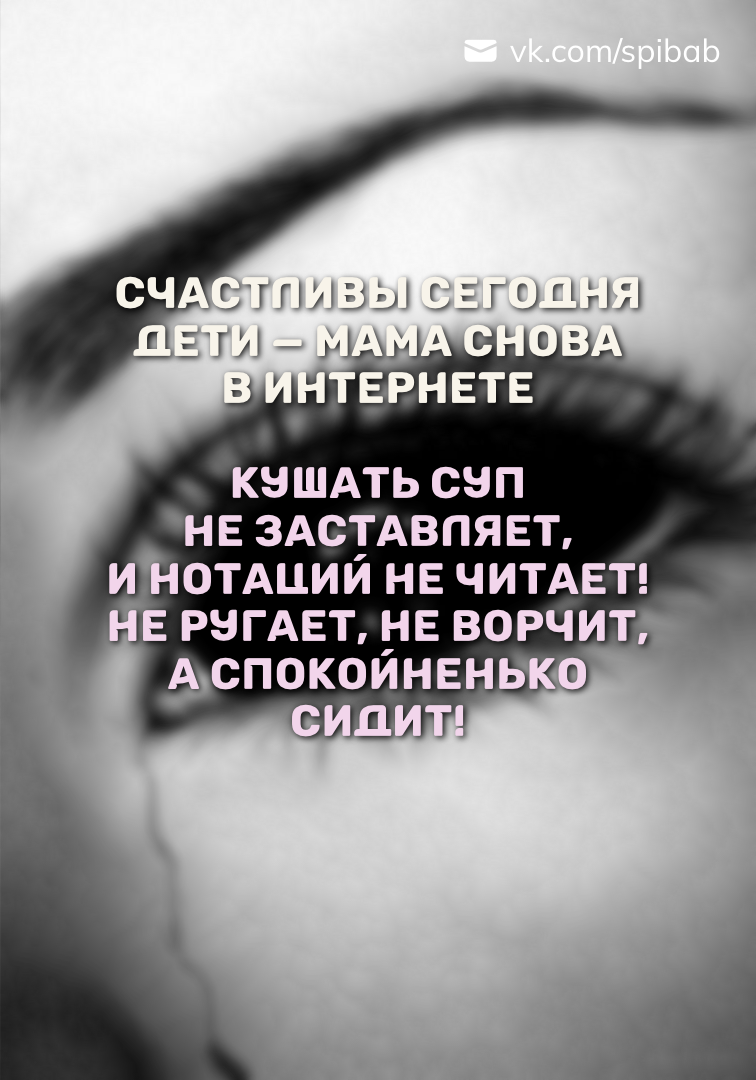 vk.com/spibab
СЧАСТЛИВЫ СЕГОДНЯ
ДЕТИ – МАМА СНОВА
В ИНТЕРНЕТЕ
КУШАТЬ СУП
НЕ ЗАСТАВЛЯЕТ,
И НОТАЦИЙ НЕ ЧИТАЕТ!
НЕ РУГАЕТ, НЕ ВОРЧИТ,
А СПОКОЙНЕНЬКО
СИДИТ!